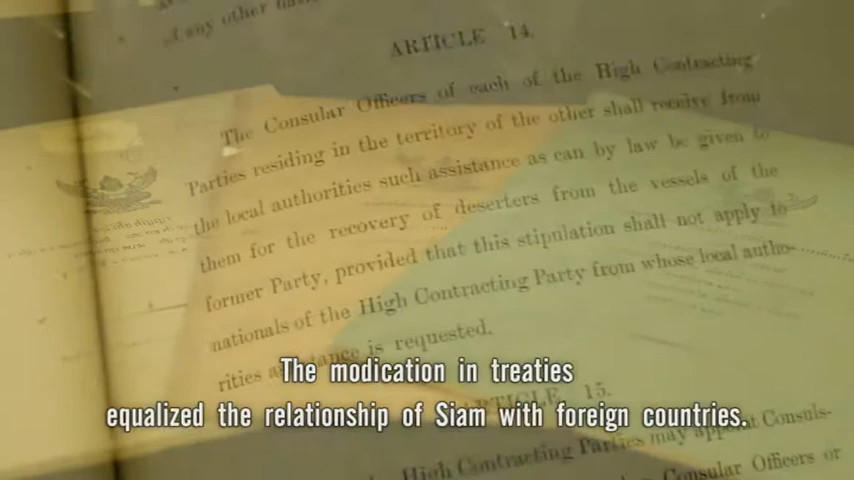 A any other
ARTICLE 14.
The Consular Officers of each of the High Contracting
Parties residing in the territory of the other shall receive from
the local authorities such assistance as can by law be given to
them for the recovery of deserters from the vessels of the
former Party, provided that this stipulation shall not apply to
nationals of the High Contracting Party from whose local autho-
rities assistance is requested.
The modication in treaties
equalized the relationship of Siam with foreign countries.
ARTICLE 15.
High Contracting Parties may appoint Consuls-
Consular Officers or